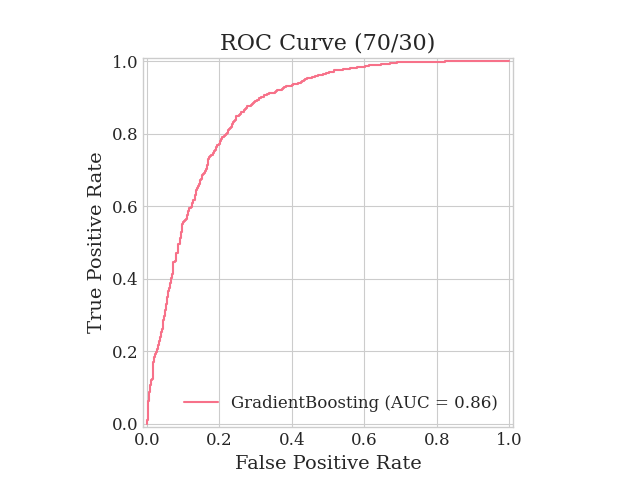 ROC Curve (70/30)
1.0
0.8
0.6
0.4
0.2
0.0
True Positive Rate
GradientBoosting (AUC = 0.86)
0.0 0.2 0.4 0.6 0.8 1.0
False Positive Rate